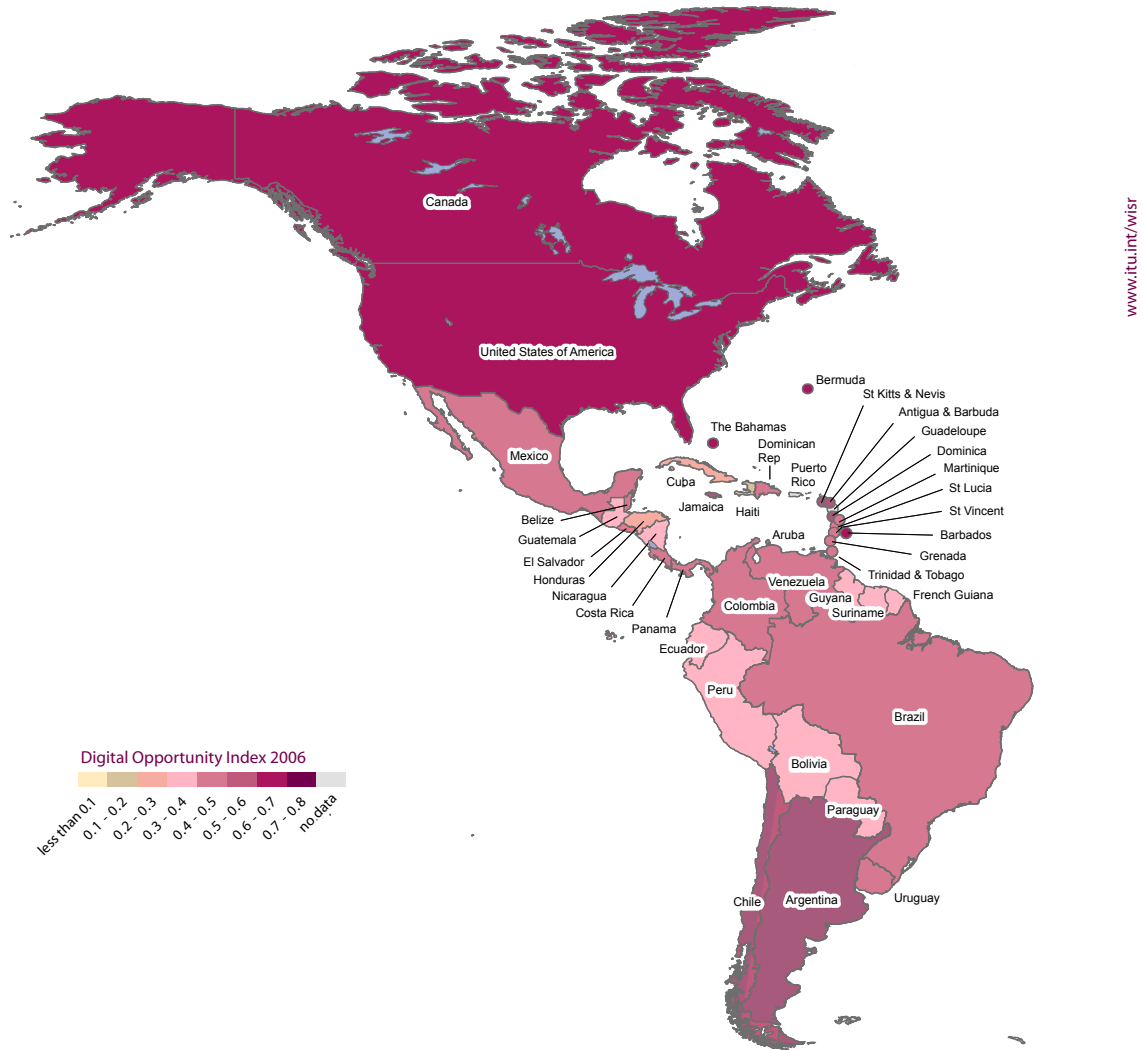 Canada
www.itu.int/wisr
United States of America
Bermuda
St Kitts & Nevis
Antigua & Barbuda
The Bahamas
Guadeloupe
Dominican
Rep
Dominica
Mexico
Puerto
Rico
Martinique
Cuba
St Lucia
Jamaica
Haiti
St Vincent
Belize
Aruba
Barbados
Guatemala
Grenada
El Salvador
Trinidad & Tobago
Honduras
Venezuela
Nicaragua
Guyana
French Guiana
Colombia
Costa Rica
Suriname
Panama
Ecuador
Peru
Brazil
Digital Opportunity Index 2006
Bolivia
less than 0.1
0.1 - 0.2
0.2 - 0.3
0.3 - 0.4
0.4 - 0.5
0.5 - 0.6
0.6 - 0.7
0.7 - 0.8
no.data
Paraguay
Chile
Argentina
Uruguay